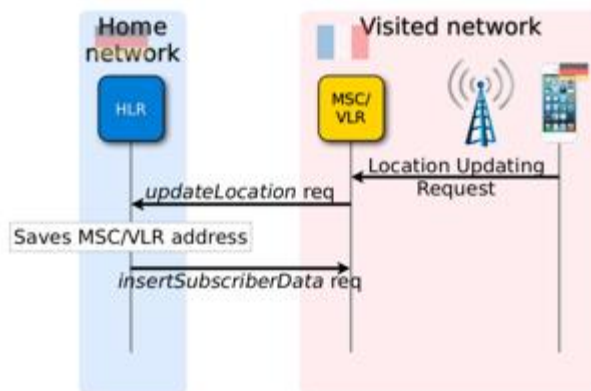 Home
network
Visited network
HLR
MSC/
VLR
Location Updating
Request
updateLocation req
Saves MSC/VLR address
insertSubscriberData req